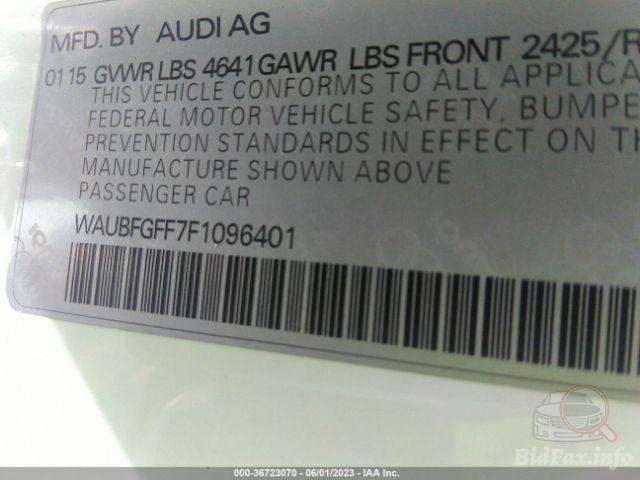 MFD. BY AUDI AG
01 15 GVWR LBS 4641 GAWR LBS FRONT 2425/R
THIS VEHICLE CONFORMS TO ALL APPLICA
FEDERAL MOTOR VEHICLE SAFETY, BUMPE
PREVENTION STANDARDS IN EFFECT ON TH
MANUFACTURE SHOWN ABOVE
PASSENGER CAR
WAUBFGFF7F1096401
BidFax.info
000-36723070 - 06/01/2023 - IAA Inc.